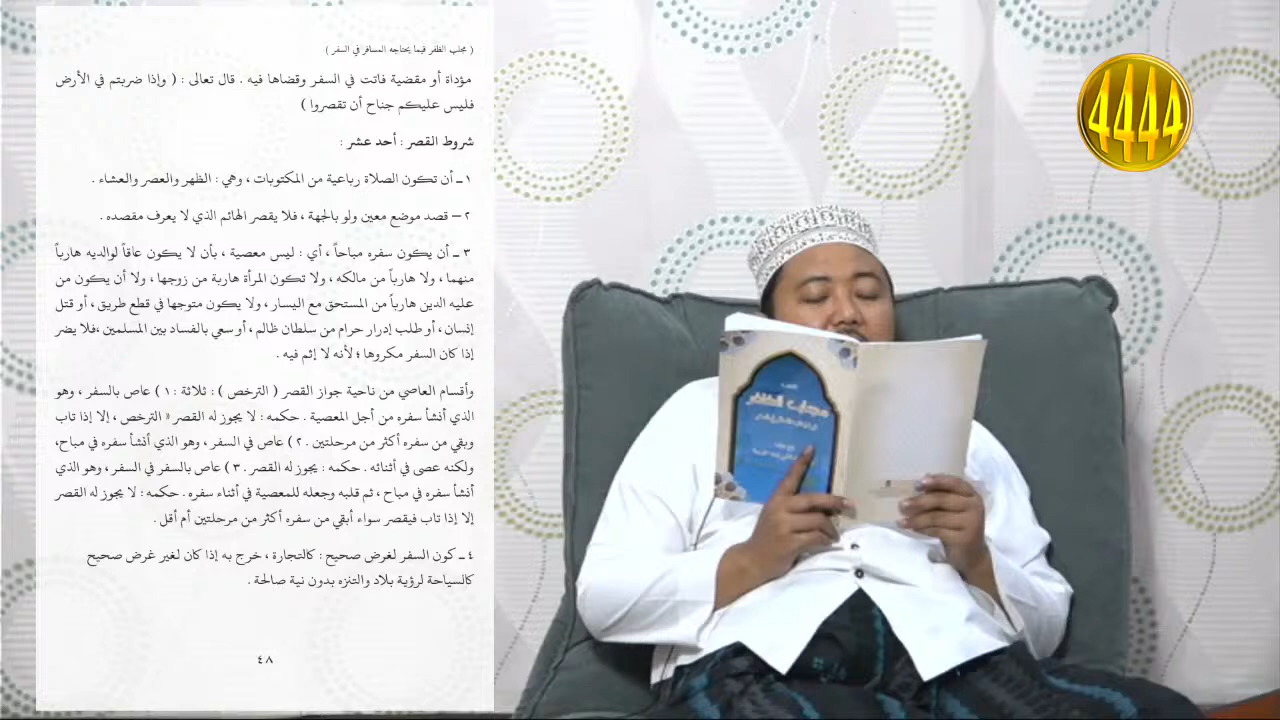 ( مجلب الظفر فيما يحتاجه المسافر في السفر )
مؤداة أو مقضية فاتت في السفر وقضاها فيه . قال تعالى : ( وإذا ضربتم في الأرض
فليس عليكم جناح أن تقصروا )
شروط القصر : أحد عشر :
١ ـ أن تكون الصلاة رباعية من المكتوبات ، وهي : الظهر والعصر والعشاء .
٢ – قصد موضع معين ولو بالجهة ، فلا يقصر الهائم الذي لا يعرف مقصده .
٣ ـ أن يكون سفره مباحاً ، أي : ليس معصية ، بأن لا يكون عاقاً لوالديه هارباً
منهما ، ولا هارباً من مالكه ، ولا تكون المرأة هاربة من زوجها ، ولا أن يكون من
عليه الدين هارباً من المستحق مع اليسار ، ولا يكون متوجهاً في قطع طريق ، أو قتل
إنسان ، أو طلب إدرار حرام من سلطان ظالم ، أو سعي بالفساد بين المسلمين ،فلا يضر
إذا كان السفر مكروها ؛ لأنه لا إثم فيه .
وأقسام العاصي من ناحية جواز القصر ( الترخص ) : ثلاثة : ١ ) عاص بالسفر ، وهو
الذي أنشأ سفره من أجل المعصية . حكمه : لا يجوز له القصر« الترخص ، إلا إذا تاب
وبقي من سفره أكثر من مرحلتين . ٢ ) عاص في السفر ، وهو الذي أنشأ سفره في مباح،
ولكنه عصى في أثنائه . حكمه : يجوز له القصر . ٣ ) عاص بالسفر في السفر ، وهو الذي
أنشأ سفره في مباح ، ثم قلبه وجعله للمعصية في أثناء سفره . حكمه : لا يجوز له القصر
إلا إذا تاب فيقصر سواء أبقي من سفره أكثر من مرحلتين أم أقل .
٤ ـ كون السفر لغرض صحيح : كالتجارة ، خرج به إذا كان لغير غرض صحيح
كالسياحة لرؤية بلاد والتنزه بدون نية صالحة .
٤٨
4444
مجلب الظفر